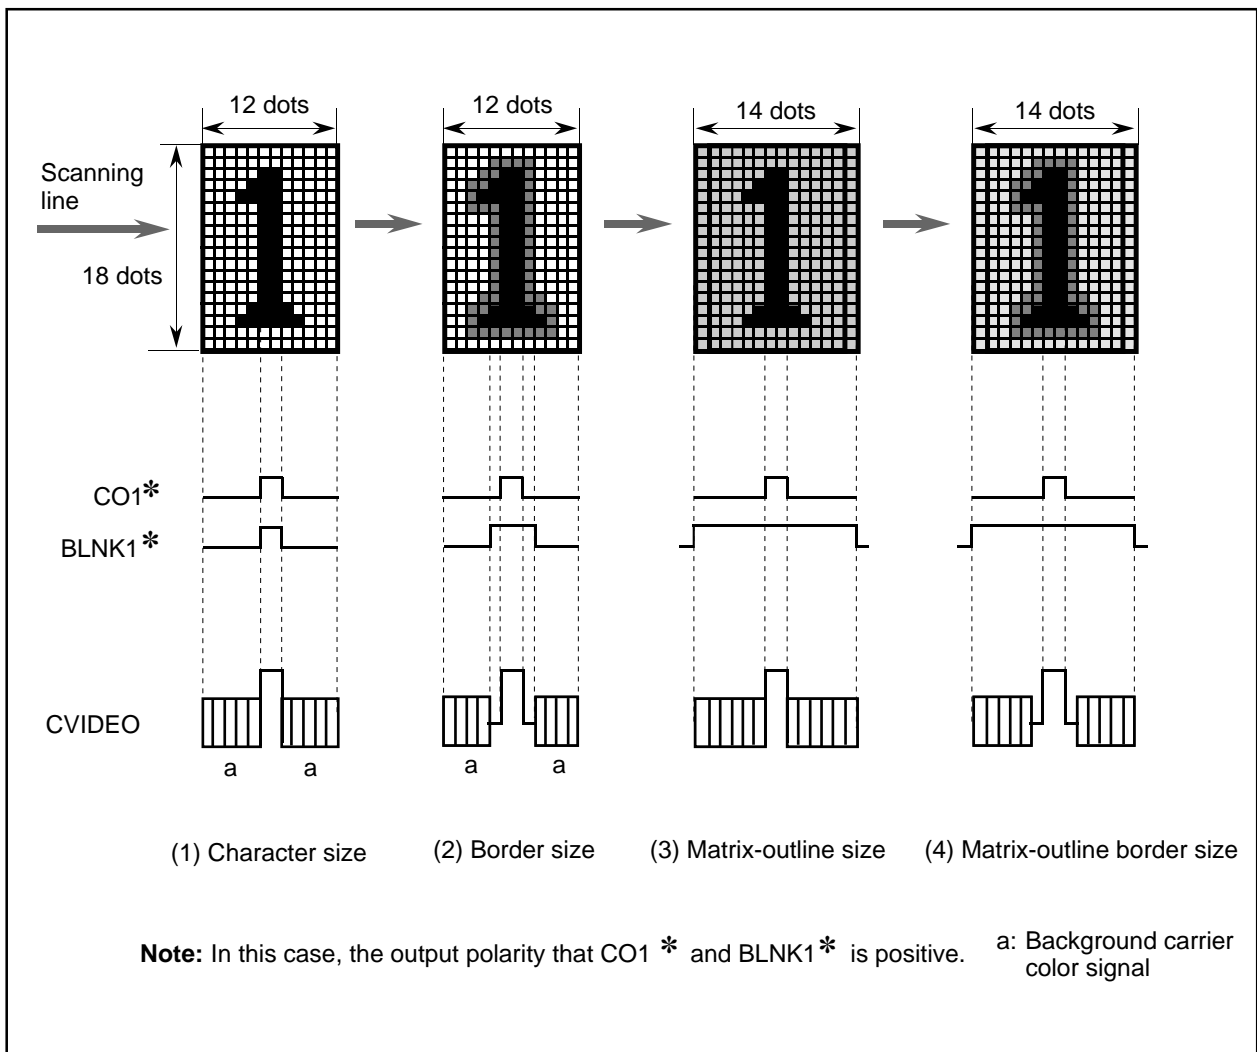 12 dots
12 dots
14 dots
14 dots
Scanning
line
18 dots
CO1*
BLNK1*
CVIDEO
a
a
a
a
(1) Character size
(2) Border size
(3) Matrix-outline size
(4) Matrix-outline border size
Note: In this case, the output polarity that CO1 * and BLNK1* is positive.
a: Background carrier
color signal